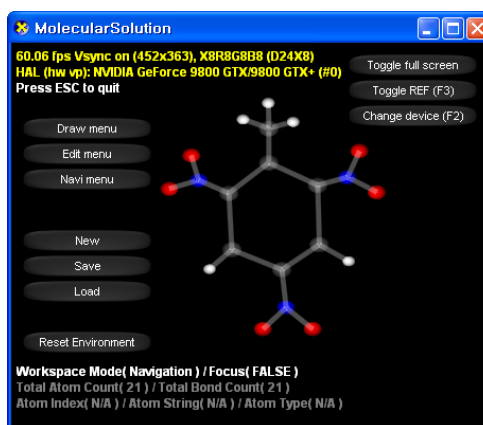 MolecularSolution
60.06 fps Vsync on (452x363), X8R8G8B8 (D24X8)
HAL (hw vp): NVIDIA GeForce 9800 GTX/9800 GTX+ (#0)
Press ESC to quit
Toggle full screen
Toggle REF (F3)
Change device (F2)
Draw menu
Edit menu
Navi menu
New
Save
Load
Reset Environment
Workspace Mode( Navigation ) / Focus( FALSE )
Total Atom Count( 21 ) / Total Bond Count( 21 )
Atom Index( N/A ) / Atom String( N/A ) / Atom Type( N/A )